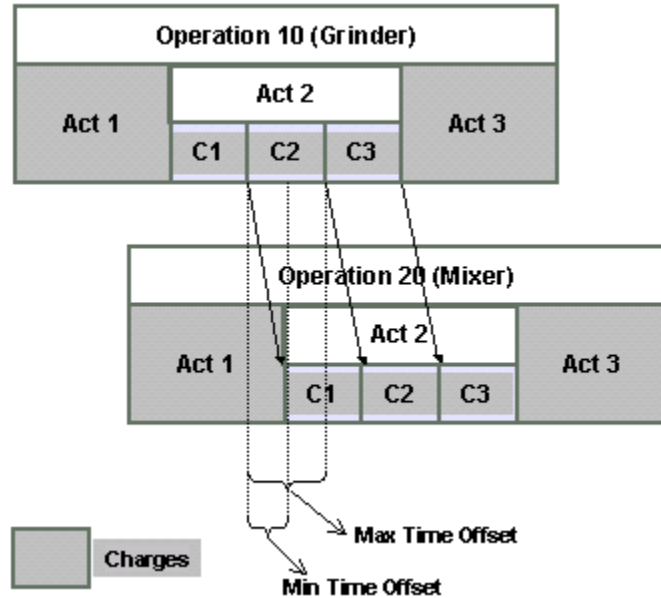 Operation 10 (Grinder)
Act 1
Act 2
Act 3
C1 C2 C3
Operation 20 (Mixer)
Act 1
Act 2
Act 3
C1 C2 C3
Max Time Offset
Charges
Min Time Offset